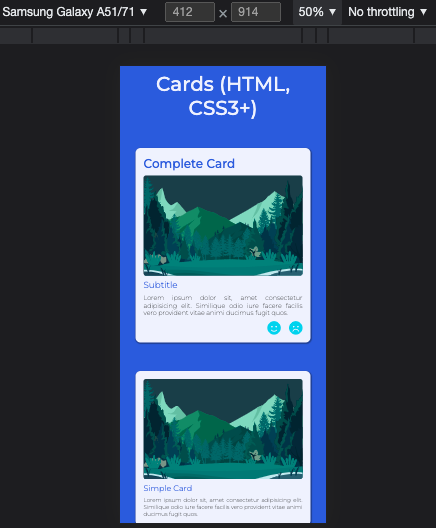 Samsung Galaxy A51/71 ▼ 412 × 914 50% ▼ No throttling ▼
Cards (HTML,
CSS3+)
Complete Card
Subtitle
Lorem ipsum dolor sit, amet consectetur
adipisicing elit. Similique odio iure facere facilis
vero provident vitae animi ducimus fugit quos.
Simple Card
Lorem ipsum dolor sit, amet consectetur adipisicing elit.
Similique odio iure facere facilis vero provident vitae animi
ducimus fugit quos.